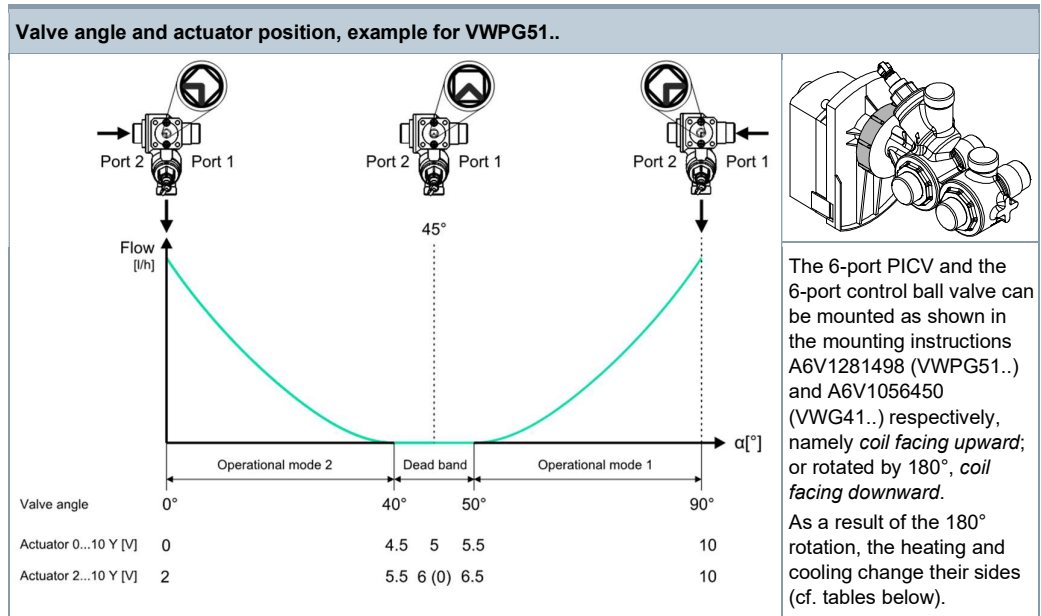 Valve angle and actuator position, example for VWPG51..
Port 2 Port 1
Port 2 Port 1
Port 2 Port 1
45°
Flow
[l/h]
α[°]
Operational mode 2 Dead band Operational mode 1
Valve angle 0° 40° 50° 90°
Actuator 0...10 Y [V] 0 4.5 5 5.5 10
Actuator 2...10 Y [V] 2 5.5 6 (0) 6.5 10
The 6-port PICV and the
6-port control ball valve can
be mounted as shown in
the mounting instructions
A6V1281498 (VWPG51..)
and A6V1056450
(VWG41..) respectively,
namely coil facing upward;
or rotated by 180°, coil
facing downward.
As a result of the 180°
rotation, the heating and
cooling change their sides
(cf. tables below).